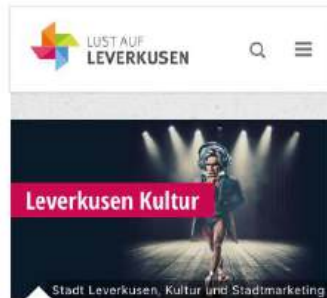 LUST AUF
LEVERKUSEN
Leverkusen Kultur
Stadt Leverkusen, Kultur und Stadtmarketing